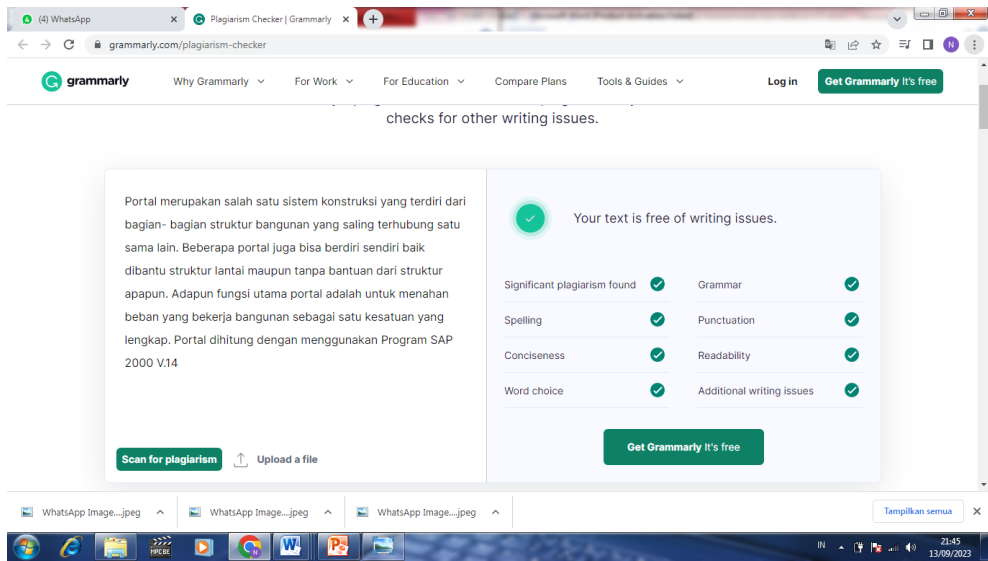 (4) WhatsApp
Plagiarism Checker | Grammarly
grammarly.com/plagiarism-checker
N
grammarly
Why Grammarly
For Work
For Education
Compare Plans
Tools & Guides
Log in
Get Grammarly It's free
checks for other writing issues.
Portal merupakan salah satu sistem konstruksi yang terdiri dari
bagian- bagian struktur bangunan yang saling terhubung satu
sama lain. Beberapa portal juga bisa berdiri sendiri baik
dibantu struktur lantai maupun tanpa bantuan dari struktur
apapun. Adapun fungsi utama portal adalah untuk menahan
beban yang bekerja bangunan sebagai satu kesatuan yang
lengkap. Portal dihitung dengan menggunakan Program SAP
2000 V.14
Scan for plagiarism
Upload a file
Your text is free of writing issues.
Significant plagiarism found
Grammar
Spelling
Punctuation
Conciseness
Readability
Word choice
Additional writing issues
Get Grammarly It's free
WhatsApp Image....jpeg
WhatsApp Image....jpeg
WhatsApp Image....jpeg
Tampilkan semua
MPC BE
IN
21:45
13/09/2023